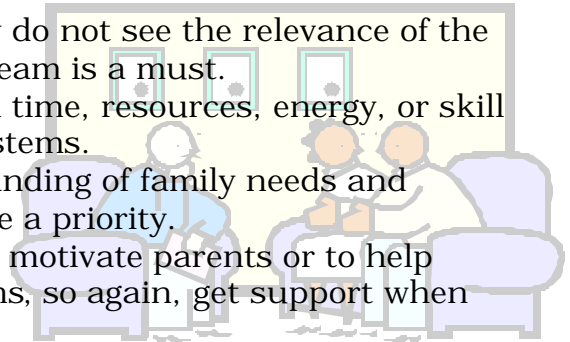 do not see the relevance of the
eam is a must.
time, resources, energy, or skill
stems.
nding of family needs and
e a priority.
motivate parents or to help
ns, so again, get support when